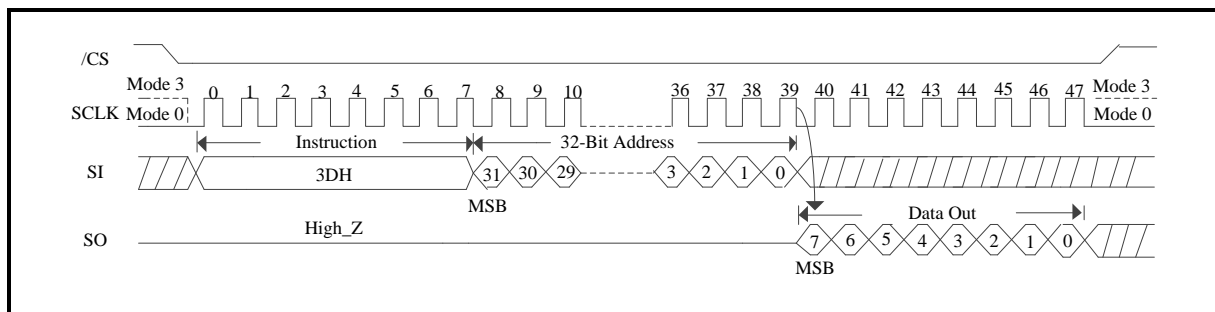 /CS
Mode 3
0 1 2 3 4 5 6 7 8 9 10 36 37 38 39 40 41 42 43 44 45 46 47
Mode 3
SCLK
Mode 0
Mode 0
Instruction
32-Bit Address
SI
3DH
31 30 29 3 2 1 0
MSB
High_Z
Data Out
SO
7 6 5 4 3 2 1 0
MSB